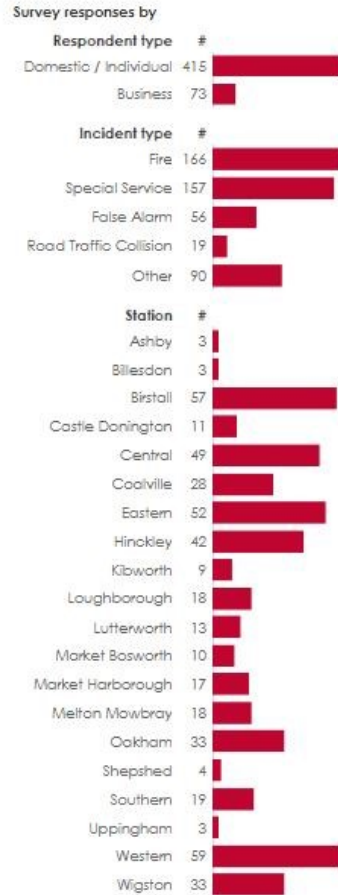 Survey responses by
Respondent type #
Domestic / Individual 415
Business 73
Incident type #
Fire 166
Special Service 157
False Alarm 56
Road Traffic Collision 19
Other 90
Station #
Ashby 3
Billesdon 3
Birstall 57
Castle Donington 11
Central 49
Coalville 28
Eastern 52
Hinckley 42
Kibworth 9
Loughborough 18
Lutterworth 13
Market Bosworth 10
Market Harborough 17
Melton Mowbray 18
Oakham 33
Shepshed 4
Southern 19
Uppingham 3
Western 59
Wigston 33